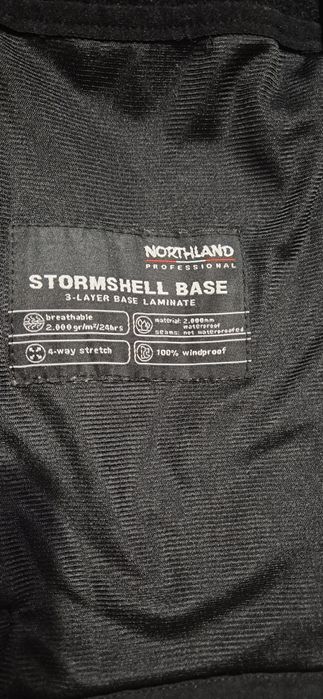 NORTHLAND
PROFESSIONAL
STORMSHELL BASE
3-LAYER BASE LAMINATE
breathable
2.000gr/m²/24hrs
material: 2.000mm
waterproof
seams: not waterproofed
4-way stretch
100% windproof